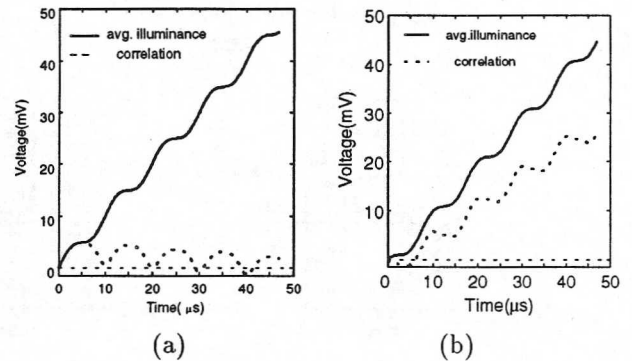 50
40
30
20
10
0
Voltage(mV)
avg. illuminance
correlation
0 10 20 30 40 50
Time( μs)
(a)
50
40
30
20
10
Voltage(mV)
avg.illuminance
correlation
0 10 20 30 40 50
Time(μs)
(b)